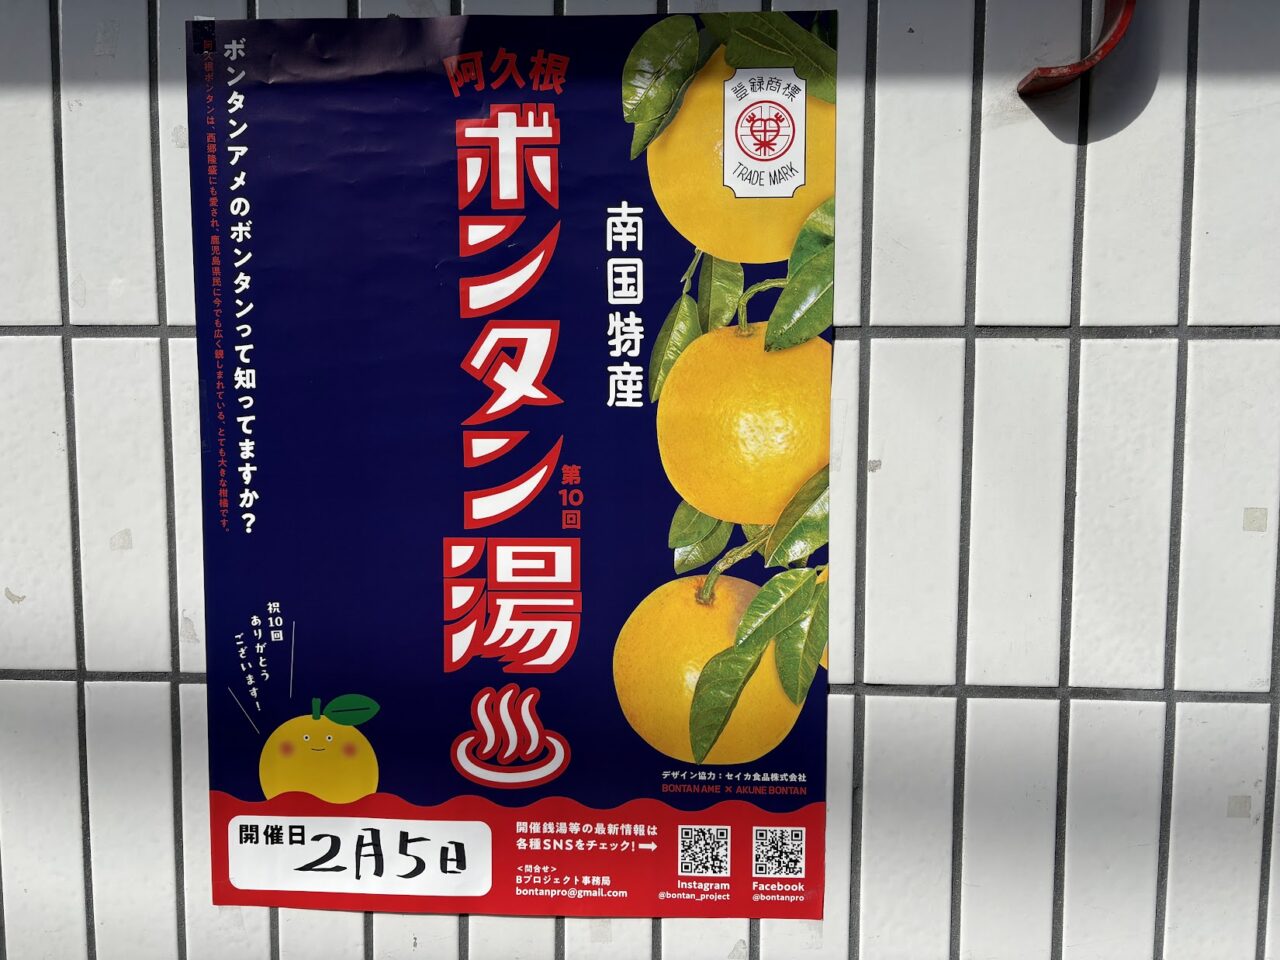 登録商標
TRADE MARK
南国特産
阿久根
ボンタン湯
第10回
ボンタンアメのボンタンって知ってますか?
阿久根ボンタンは、西郷隆盛にも愛され、鹿児島県民に今でも広く親しまれている、とても大きな柑橘です。
祝10回
ありがとう
ございます!
デザイン協力:セイカ食品株式会社
BONTAN AME × AKUNE BONTAN
開催日
2月5日
開催銭湯等の最新情報は
各種SNSをチェック!
<問合せ>
Bプロジェクト事務局
bontanpro@gmail.com
Instagram
@bontan_project
Facebook
@bontanpro